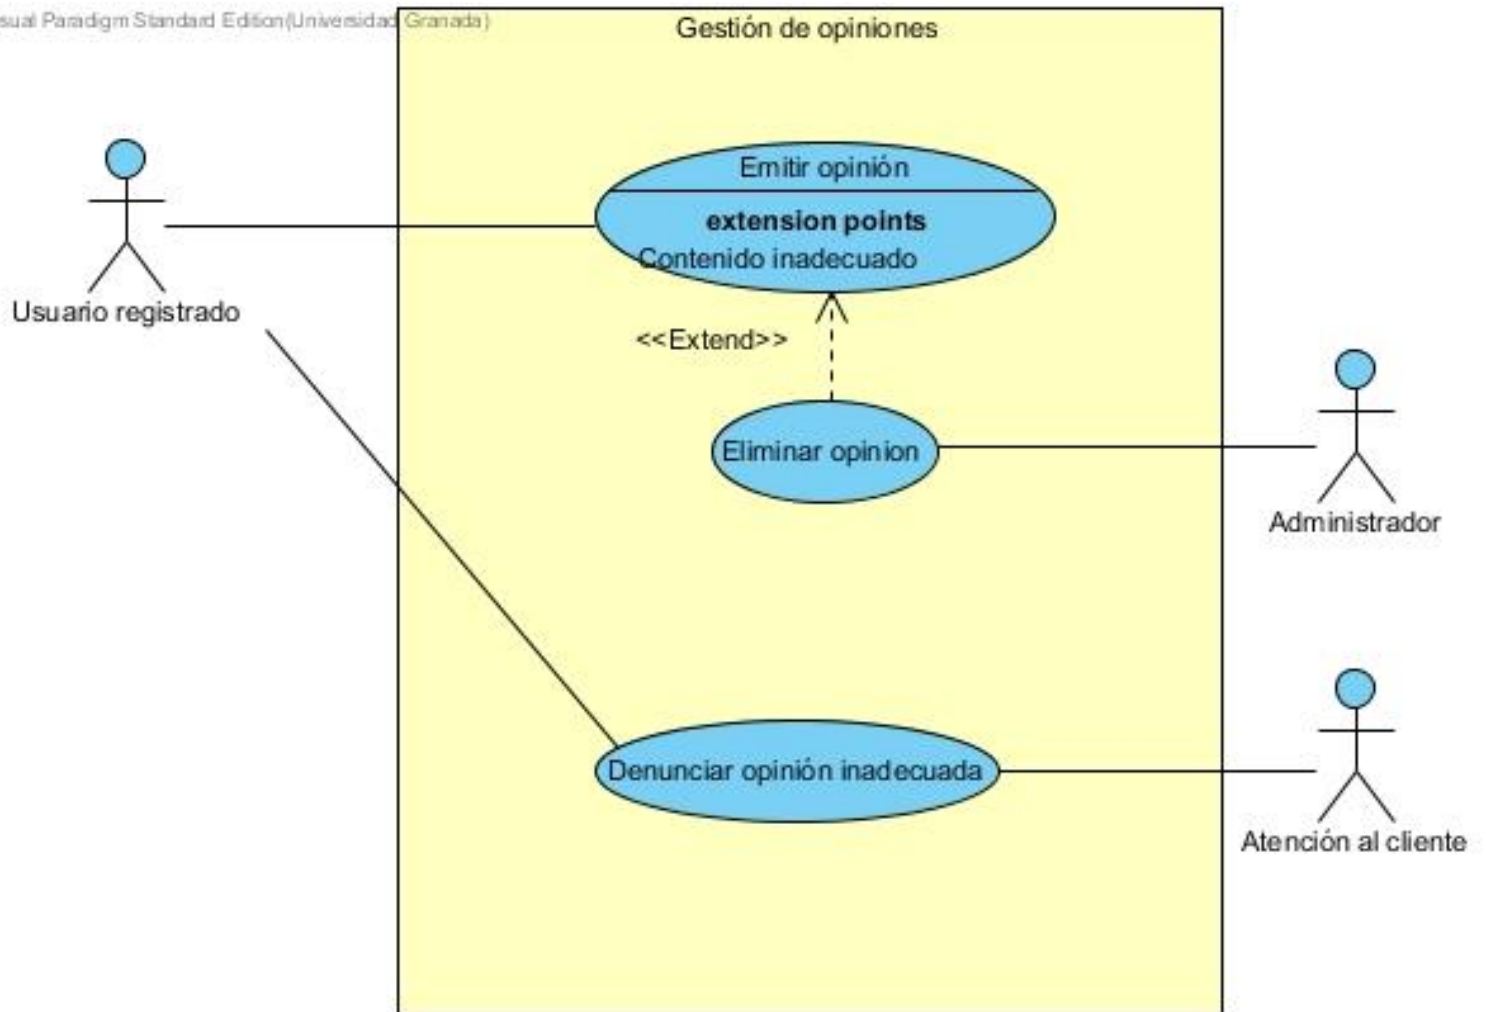 Paradigm Standard Edition(Universidad Granada)
Gestión de opiniones
Emitir opinión
extension points
Contenido inadecuado
Usuario registrado
<<Extend>>
Eliminar opinion
Administrador
Denunciar opinión inadecuada
Atención al cliente